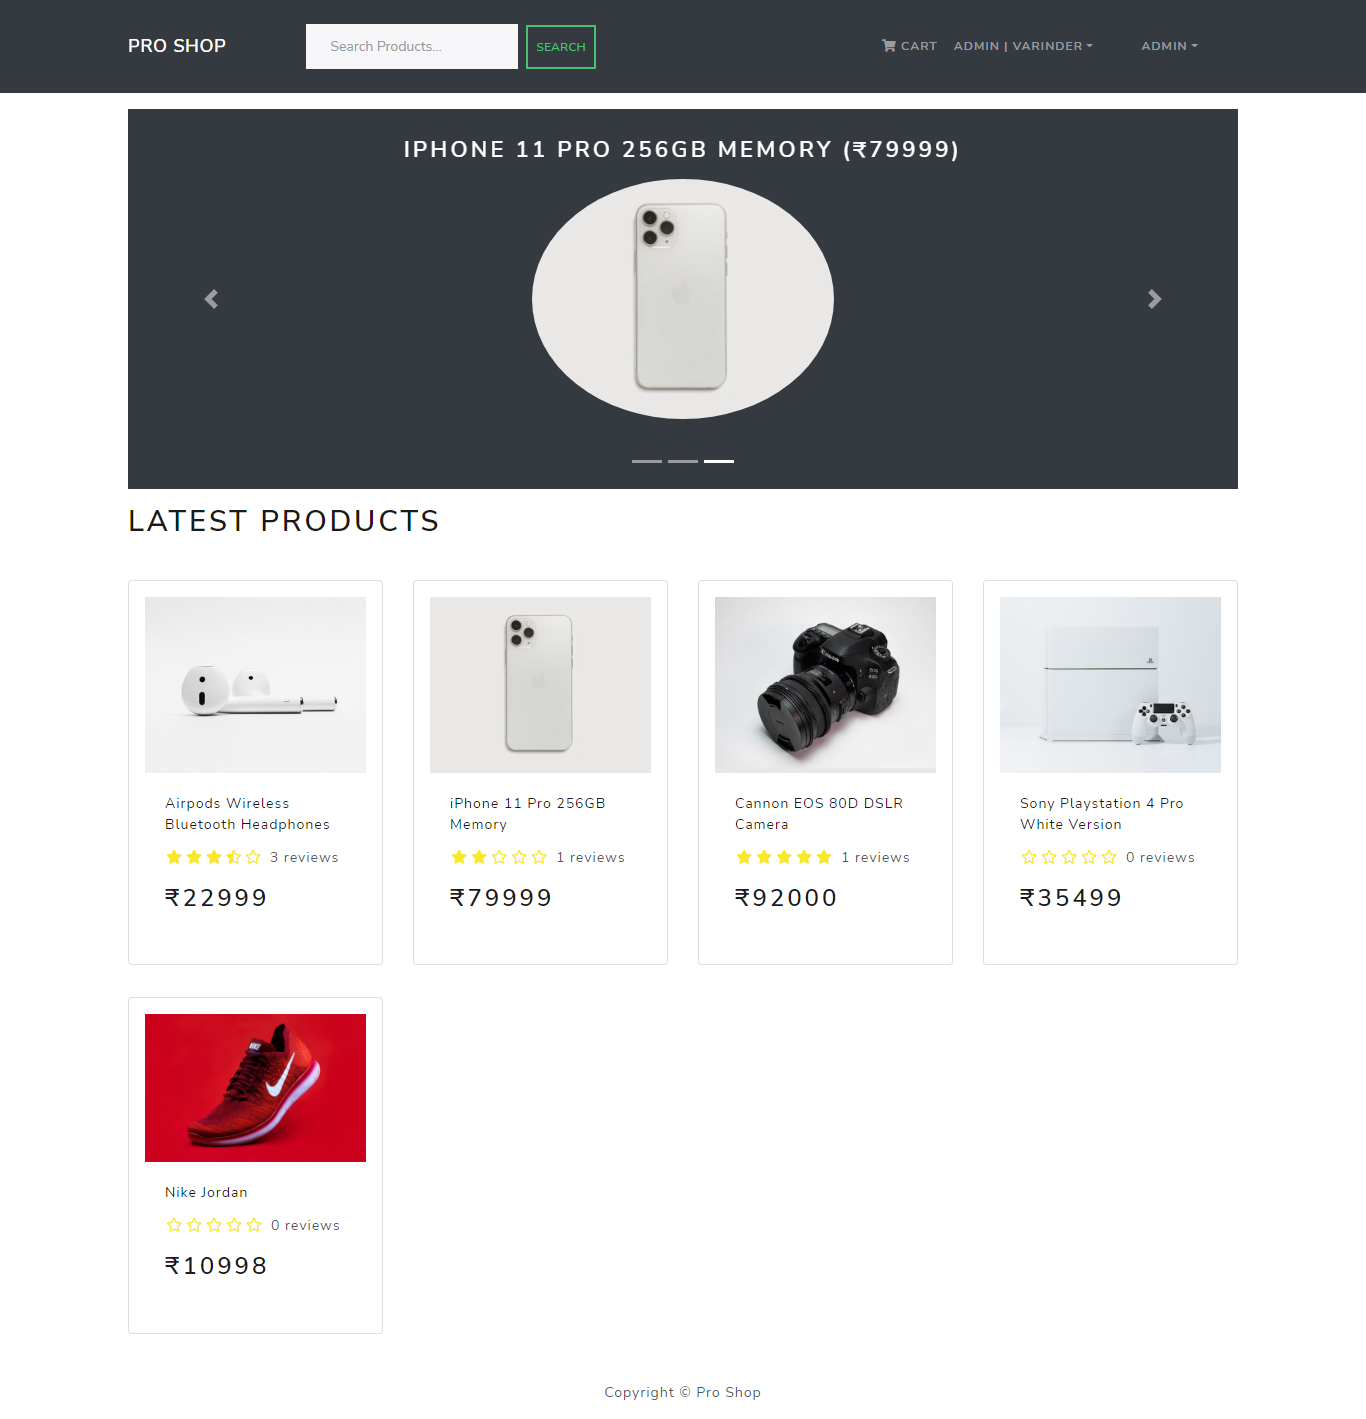 PRO SHOP
Search Products...
SEARCH
CART
ADMIN | VARINDER
ADMIN
IPHONE 11 PRO 256GB MEMORY (₹79999)
LATEST PRODUCTS
Airpods Wireless
Bluetooth Headphones
3 reviews
₹22999
iPhone 11 Pro 256GB
Memory
1 reviews
₹79999
Cannon EOS 80D DSLR
Camera
1 reviews
₹92000
Sony Playstation 4 Pro
White Version
0 reviews
₹35499
Nike Jordan
0 reviews
₹10998
Copyright © Pro Shop